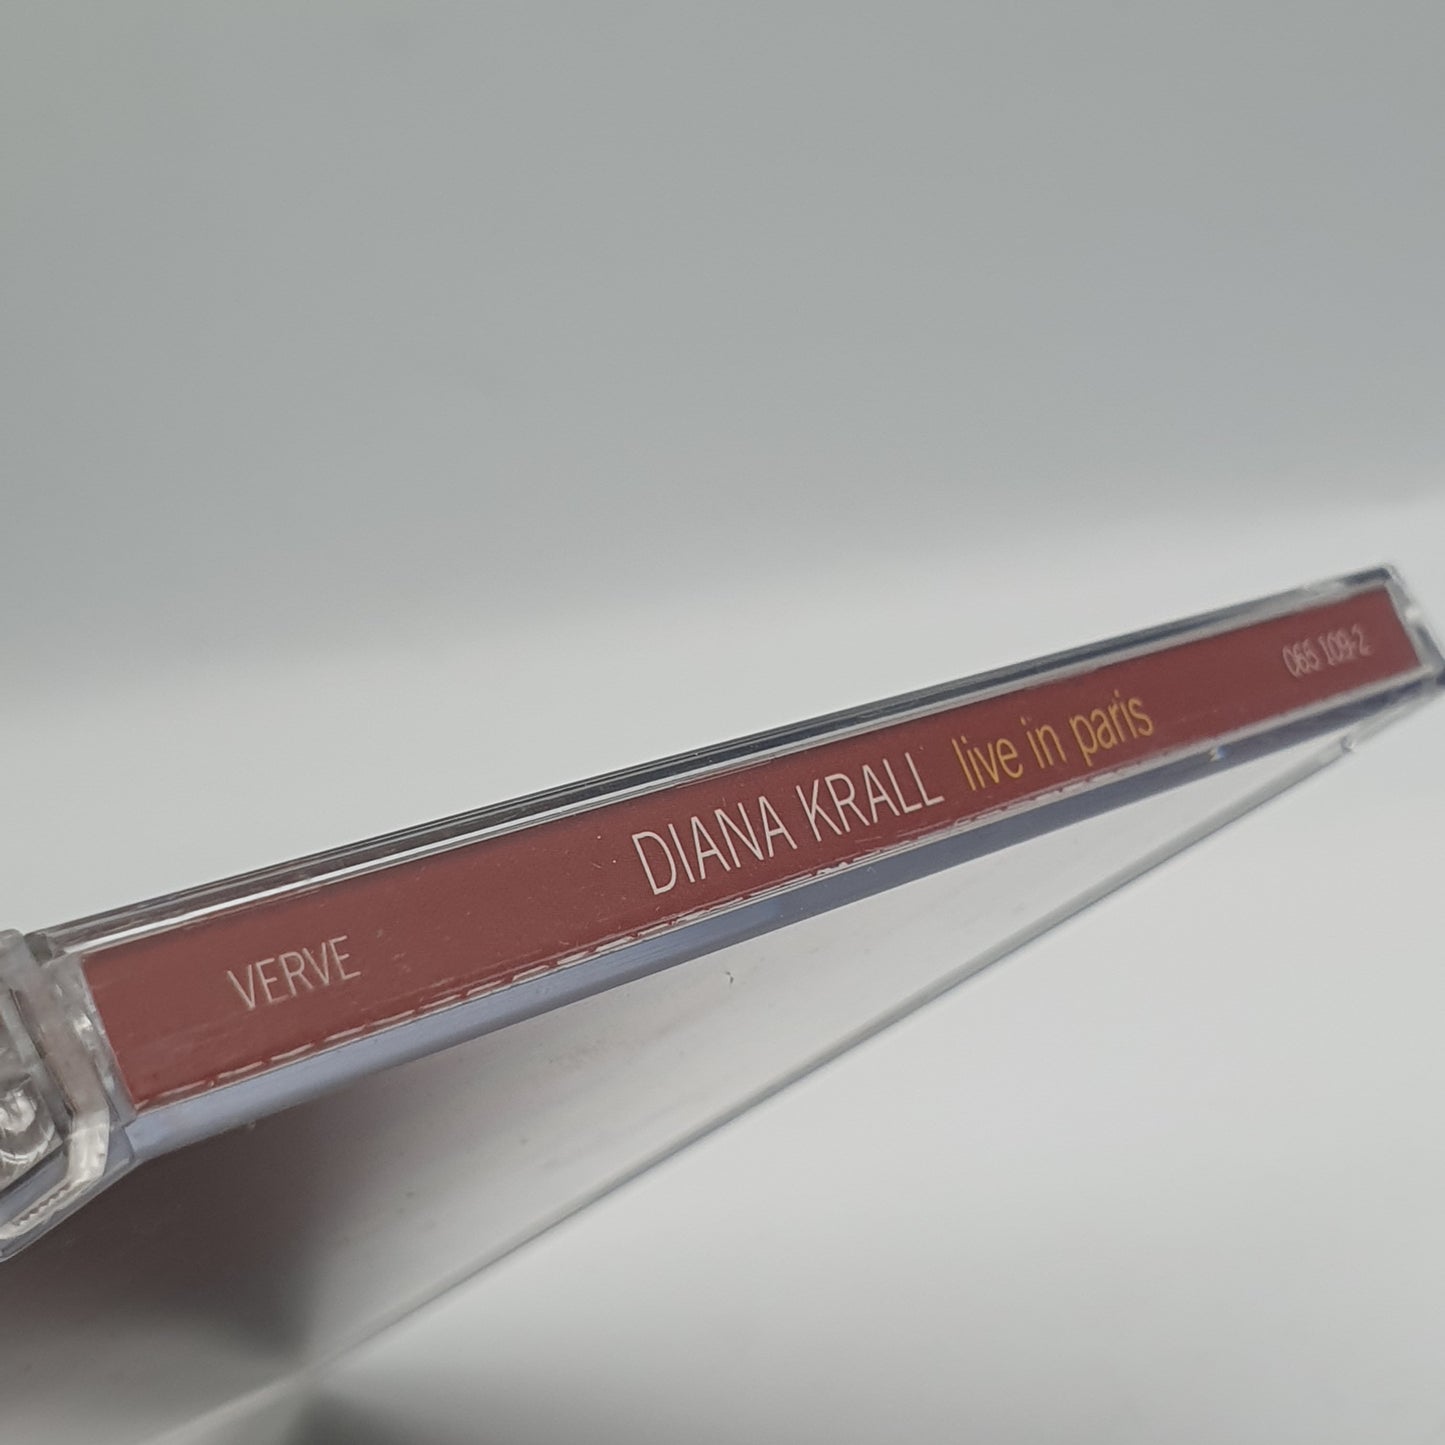 VERVE DIANA KRALL live in paris 065 109-2